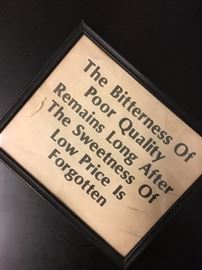 The Bitterness Of
Poor Quality
Remains Long After
The Sweetness Of
Low Price Is
Forgotten